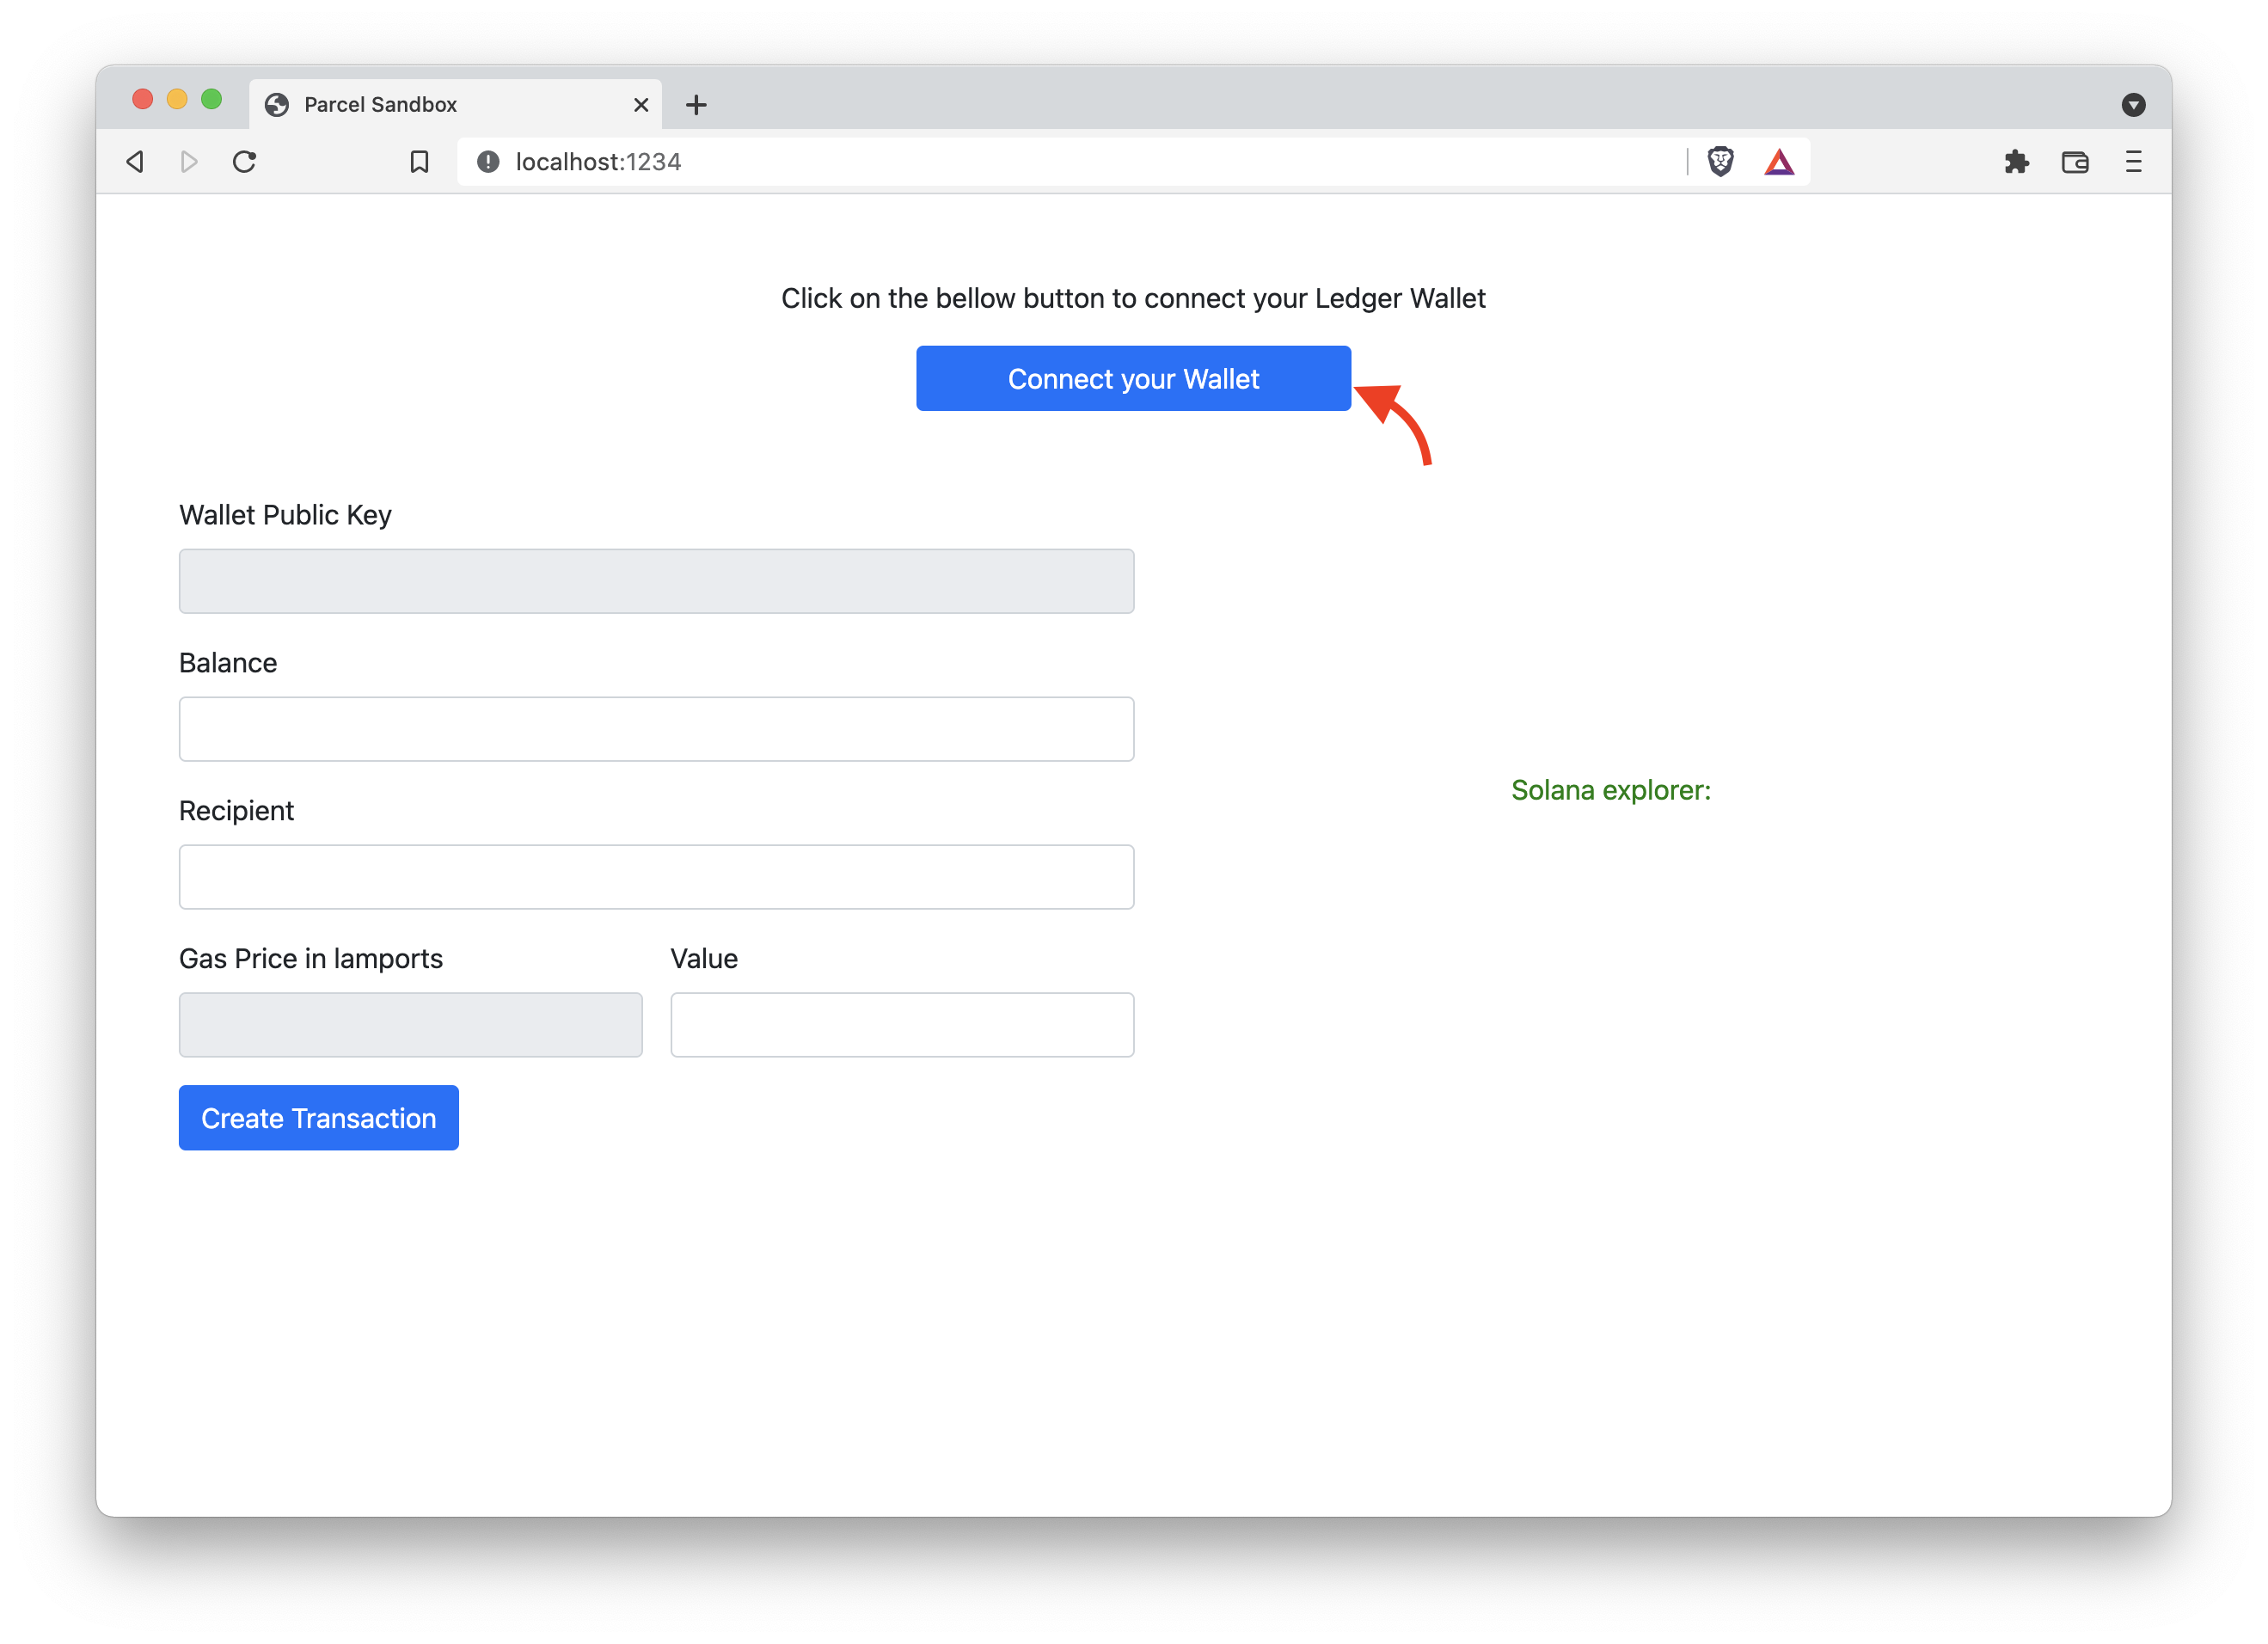 Parcel Sandbox
localhost:1234
Click on the bellow button to connect your Ledger Wallet
Connect your Wallet
Wallet Public Key
Balance
Solana explorer:
Recipient
Gas Price in lamports
Value
Create Transaction